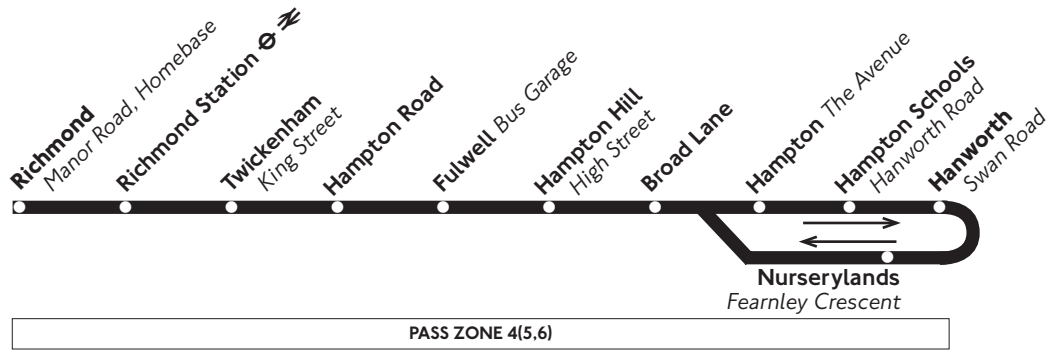 Richmond
Manor Road, Homebase
Richmond Station
Twickenham
King Street
Hampton Road
Fulwell Bus Garage
Hampton Hill
High Street
Broad Lane
Hampton The Avenue
Hampton Schools
Hanworth Road
Hanworth
Swan Road
Nurserylands
Fearnley Crescent
PASS ZONE 4(5,6)